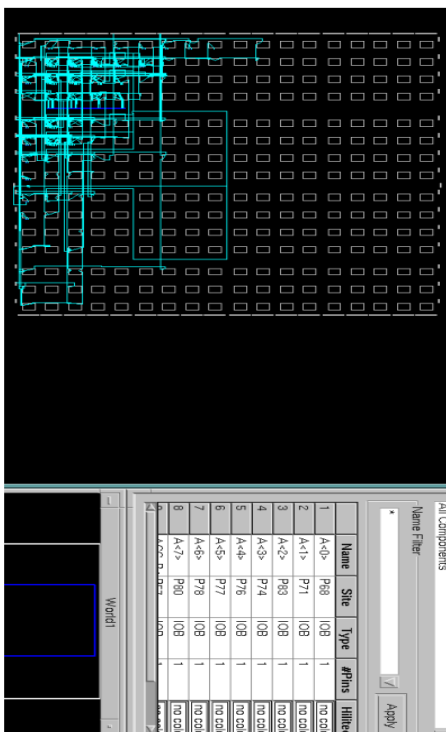 All Components
Name Filter
*
Apply
Name Site Type #Pins Hilited
1 A<0> P68 IOB 1 no col
2 A<1> P71 IOB 1 no col
3 A<2> P83 IOB 1 no col
4 A<3> P74 IOB 1 no col
5 A<4> P76 IOB 1 no col
6 A<5> P77 IOB 1 no col
7 A<6> P78 IOB 1 no col
8 A<7> P80 IOB 1 no col
World1